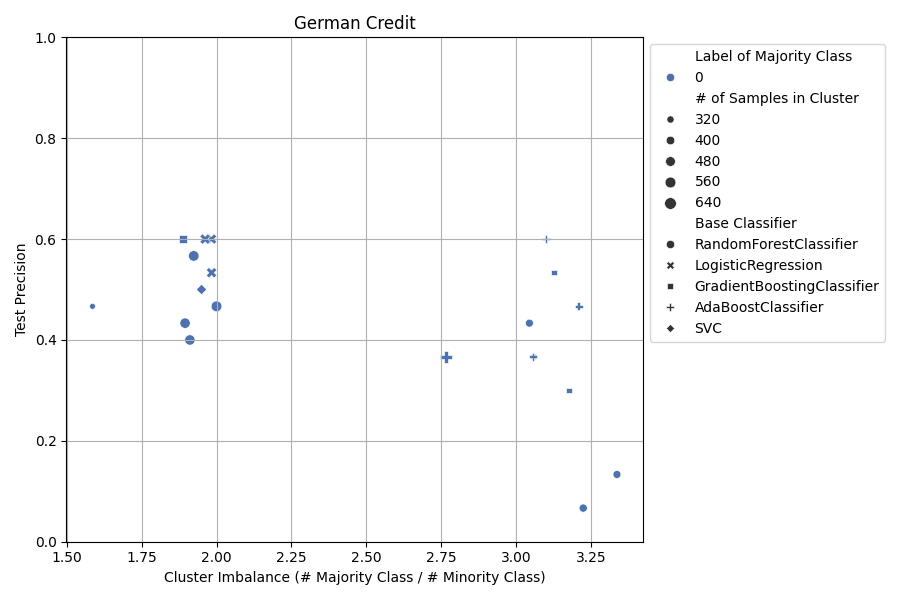 German Credit
Test Precision
1.0
0.8
0.6
0.4
0.2
0.0
1.50 1.75 2.00 2.25 2.50 2.75 3.00 3.25
Cluster Imbalance (# Majority Class / # Minority Class)
Label of Majority Class
0
# of Samples in Cluster
320
400
480
560
640
Base Classifier
RandomForestClassifier
LogisticRegression
GradientBoostingClassifier
AdaBoostClassifier
SVC